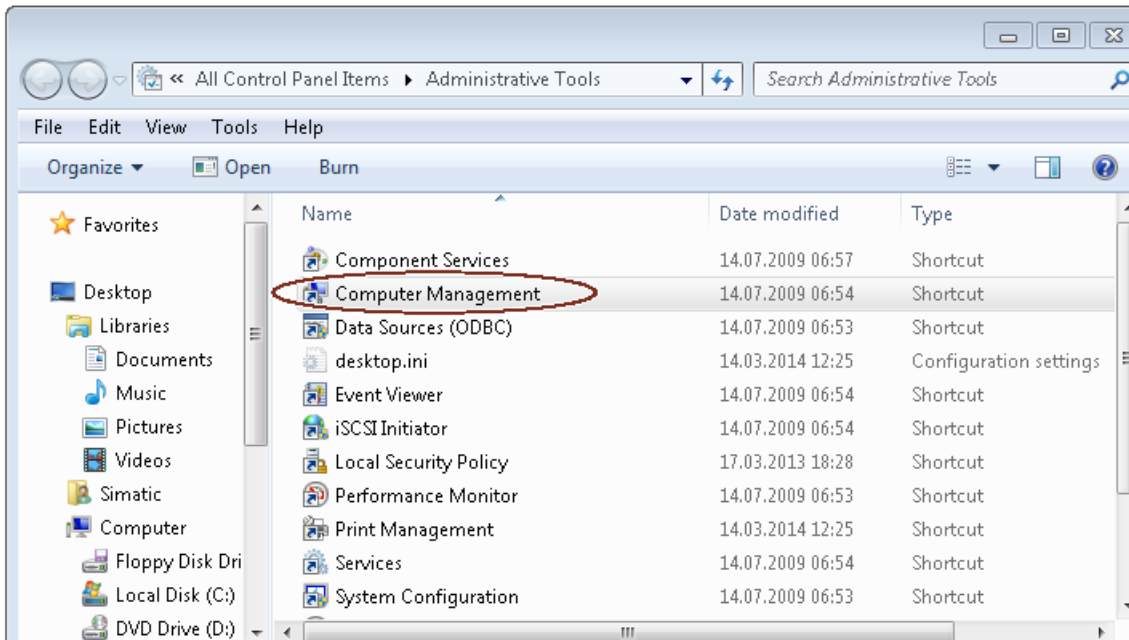 « All Control Panel Items ▸ Administrative Tools Search Administrative Tools
File Edit View Tools Help
Organize Open Burn
Favorites
Desktop
Libraries
Documents
Music
Pictures
Videos
Simatic
Computer
Floppy Disk Dri
Local Disk (C:)
DVD Drive (D:)
Name Date modified Type
Component Services 14.07.2009 06:57 Shortcut
Computer Management 14.07.2009 06:54 Shortcut
Data Sources (ODBC) 14.07.2009 06:53 Shortcut
desktop.ini 14.03.2014 12:25 Configuration settings
Event Viewer 14.07.2009 06:54 Shortcut
iSCSI Initiator 14.07.2009 06:54 Shortcut
Local Security Policy 17.03.2013 18:28 Shortcut
Performance Monitor 14.07.2009 06:53 Shortcut
Print Management 14.03.2014 12:25 Shortcut
Services 14.07.2009 06:54 Shortcut
System Configuration 14.07.2009 06:53 Shortcut